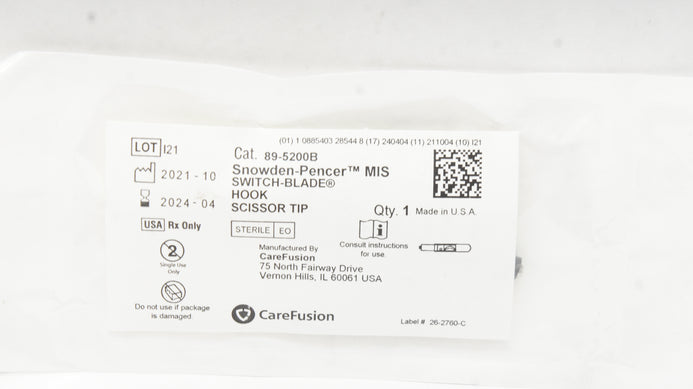 (01) 1 0885403 28544 8 (17) 240404 (11) 211004 (10) I21
LOT I21
Cat. 89-5200B
2021 - 10
Snowden-Pencer™ MIS
SWITCH-BLADE®
HOOK
SCISSOR TIP
2024 - 04
Qty. 1 Made in U.S.A.
USA Rx Only
STERILE EO
2
Single Use
Only
Manufactured By
CareFusion
75 North Fairway Drive
Vernon Hills, IL 60061 USA
Consult instructions
for use.
Do not use if package
is damaged.
CareFusion
Label # 26-2760-C